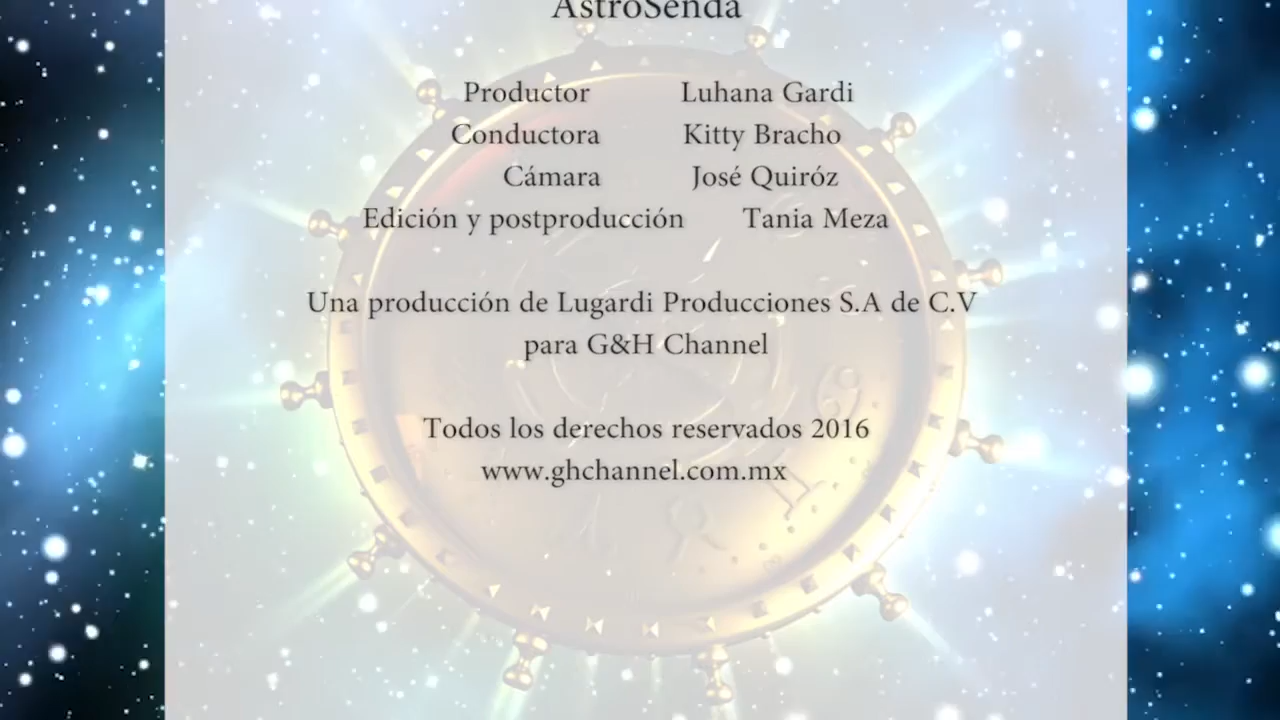 AstroSenda
Productor Luhana Gardi
Conductora Kitty Bracho
Cámara José Quiróz
Edición y postproducción Tania Meza
Una producción de Lugardi Producciones S.A de C.V
para G&H Channel
Todos los derechos reservados 2016
www.ghchannel.com.mx